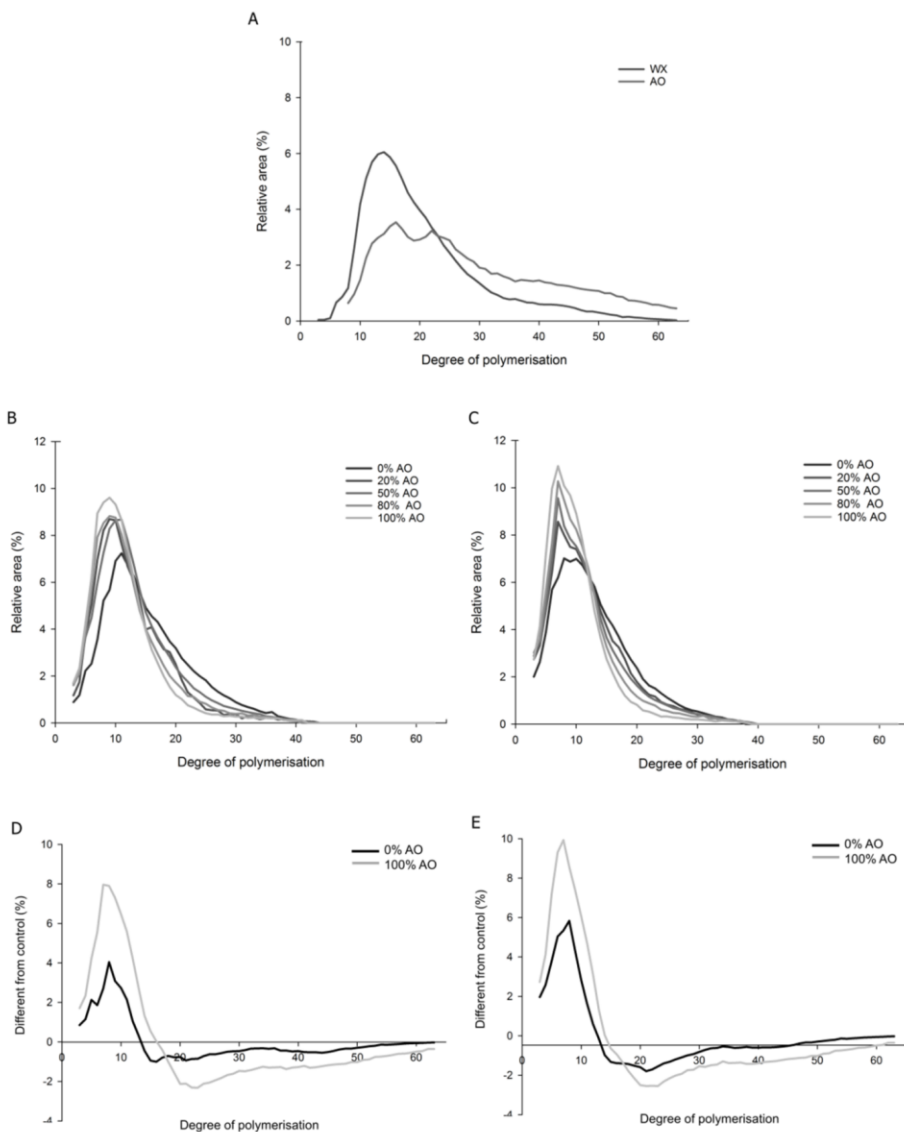 A
10
8
6
4
2
0
Relative area (%)
WX
AO
0 10 20 30 40 50 60
Degree of polymerisation
B
12
10
8
6
4
2
0
Relative area (%)
0% AO
20% AO
50% AO
80% AO
100% AO
0 10 20 30 40 50 60
Degree of polymerisation
C
12
10
8
6
4
2
0
Relative area (%)
0% AO
20% AO
50% AO
80% AO
100% AO
0 10 20 30 40 50 60
Degree of polymerisation
D
10
8
6
4
2
0
-2
-4
Different from control (%)
0% AO
100% AO
0 10 20 30 40 50 60
Degree of polymerisation
E
10
8
6
4
2
0
-2
-4
Different from control (%)
0% AO
100% AO
0 10 20 30 40 50 60
Degree of polymerisation